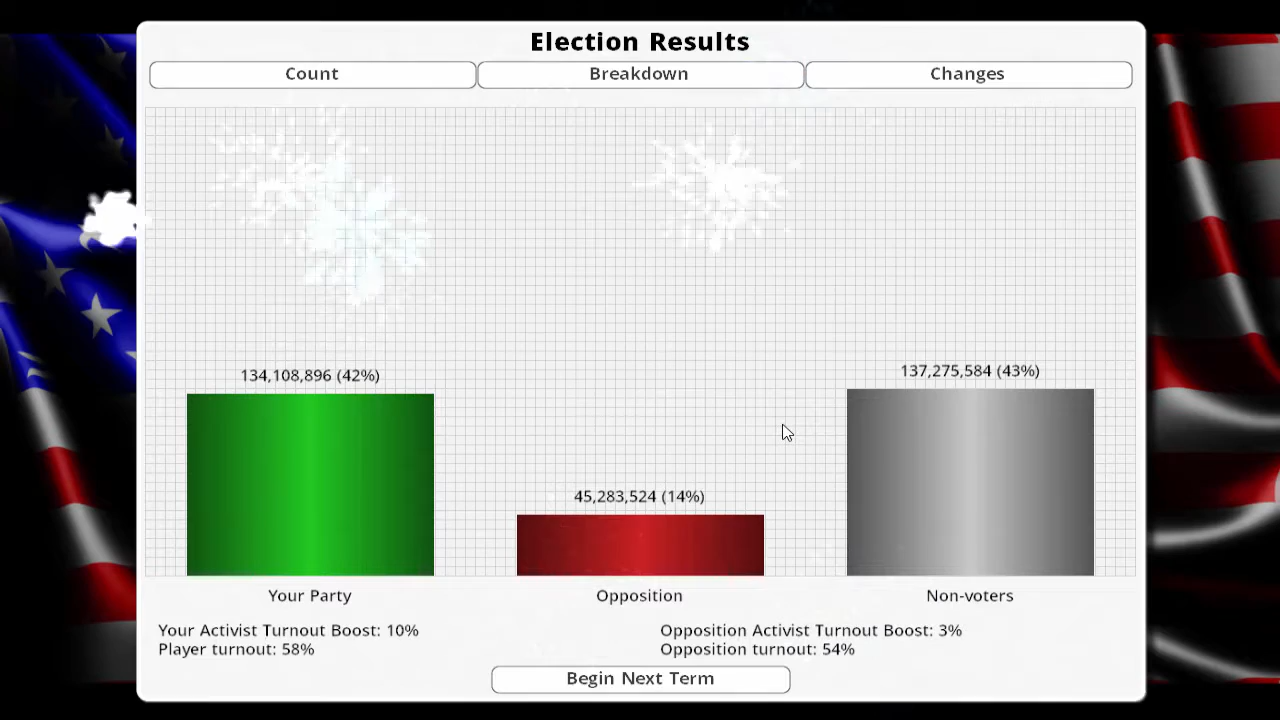 Election Results
Count
Breakdown
Changes
134,108,896 (42%)
45,283,524 (14%)
137,275,584 (43%)
Your Party
Opposition
Non-voters
Your Activist Turnout Boost: 10%
Player turnout: 58%
Opposition Activist Turnout Boost: 3%
Opposition turnout: 54%
Begin Next Term